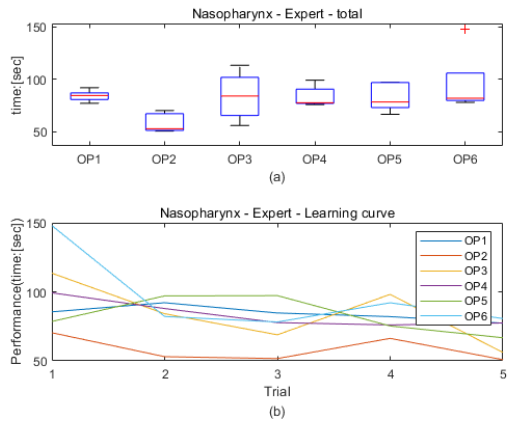 Nasopharynx - Expert - total
time:[sec]
150
100
50
OP1 OP2 OP3 OP4 OP5 OP6
(a)
Nasopharynx - Expert - Learning curve
Performance(time:[sec])
150
100
50
OP1
OP2
OP3
OP4
OP5
OP6
1 2 3 4 5
Trial
(b)